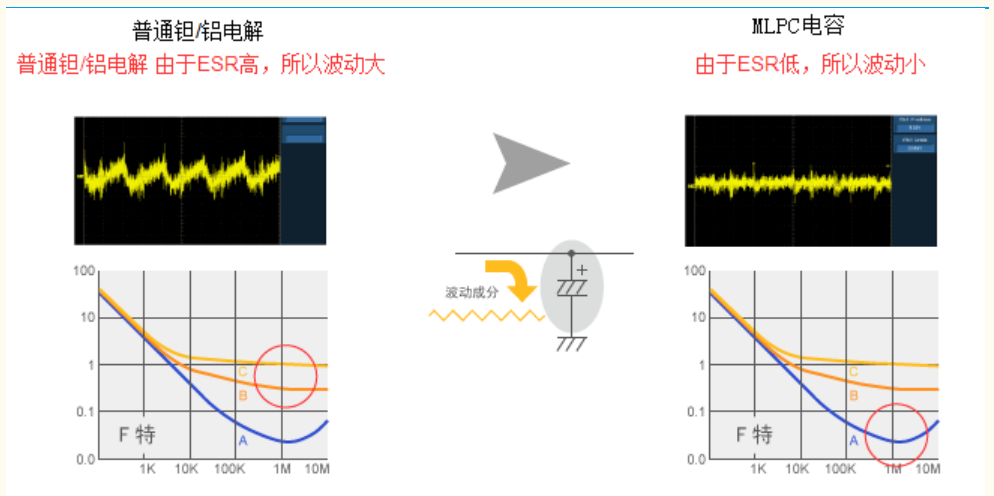 普通钽/铝电解
普通钽/铝电解 由于ESR高，所以波动大
MLPC电容
由于ESR低，所以波动小
波动成分
+
100
10
1
0.1
0.0
C
B
A
F 特
1K 10K 100K 1M 10M
100
10
1
0.1
0.0
C
B
A
F 特
1K 10K 100K 1M 10M